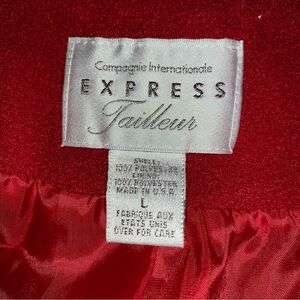 Compagnie Internationale
EXPRESS
Tailleur
SHELL:
100% POLYESTER
LINING:
100% POLYESTER
MADE IN U.S.A.
L
FABRIQUE AUX
ETATS UNIS
OVER FOR CARE